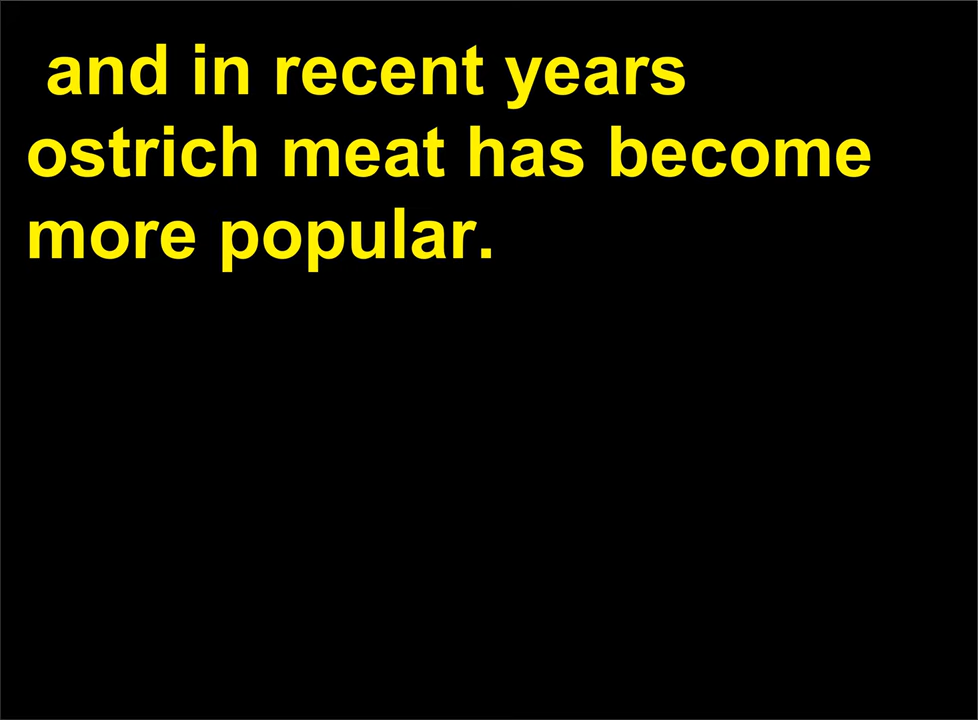 and in recent years
ostrich meat has become
more popular.